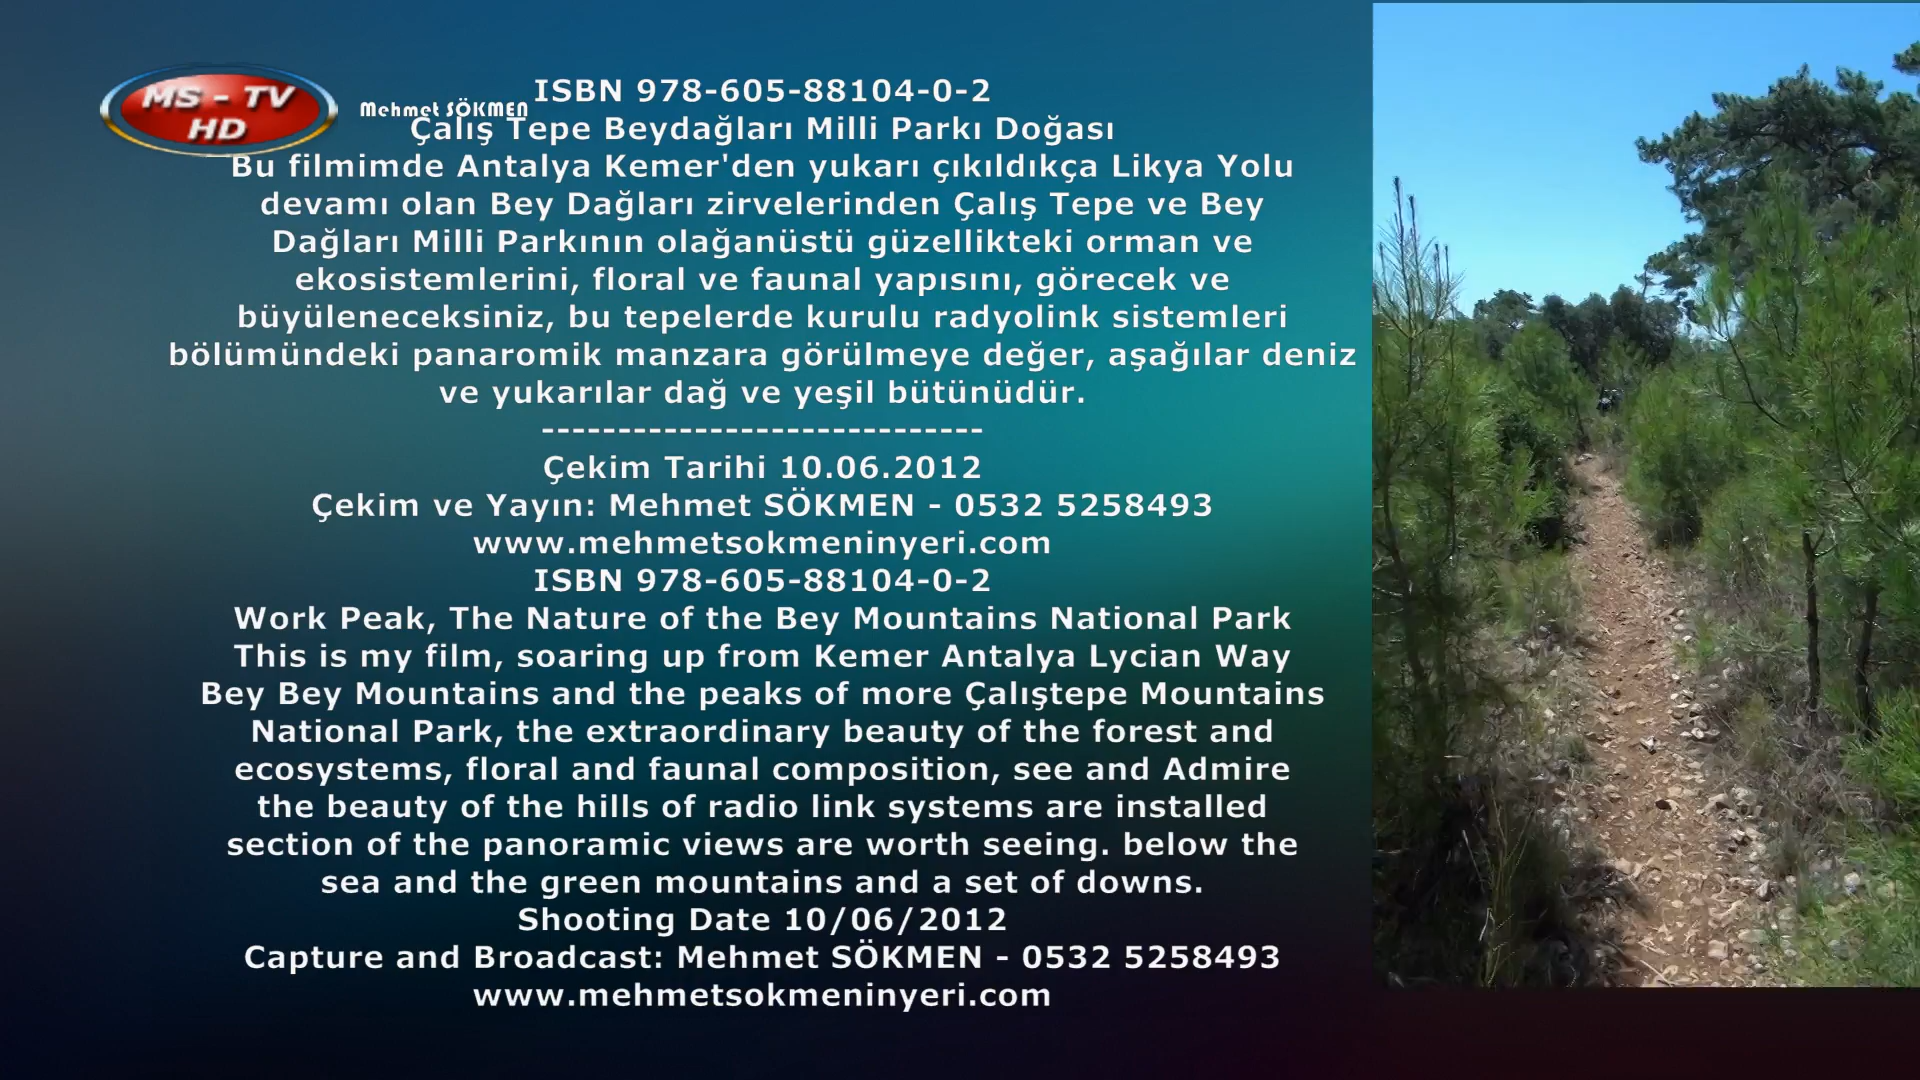 MS - TV
HD
Mehmet SÖKMEN
ISBN 978-605-88104-0-2
Çalış Tepe Beydağları Milli Parkı Doğası
Bu filmimde Antalya Kemer'den yukarı çıkıldıkça Likya Yolu
devamı olan Bey Dağları zirvelerinden Çalış Tepe ve Bey
Dağları Milli Parkının olağanüstü güzellikteki orman ve
ekosistemlerini, floral ve faunal yapısını, görecek ve
büyüleneceksiniz, bu tepelerde kurulu radyolink sistemleri
bölümündeki panaromik manzara görülmeye değer, aşağılar deniz
ve yukarılar dağ ve yeşil bütünüdür.
-----------------------------
Çekim Tarihi 10.06.2012
Çekim ve Yayın: Mehmet SÖKMEN - 0532 5258493
www.mehmetsokmeninyeri.com
ISBN 978-605-88104-0-2
Work Peak, The Nature of the Bey Mountains National Park
This is my film, soaring up from Kemer Antalya Lycian Way
Bey Bey Mountains and the peaks of more Çalıştepe Mountains
National Park, the extraordinary beauty of the forest and
ecosystems, floral and faunal composition, see and Admire
the beauty of the hills of radio link systems are installed
section of the panoramic views are worth seeing. below the
sea and the green mountains and a set of downs.
Shooting Date 10/06/2012
Capture and Broadcast: Mehmet SÖKMEN - 0532 5258493
www.mehmetsokmeninyeri.com